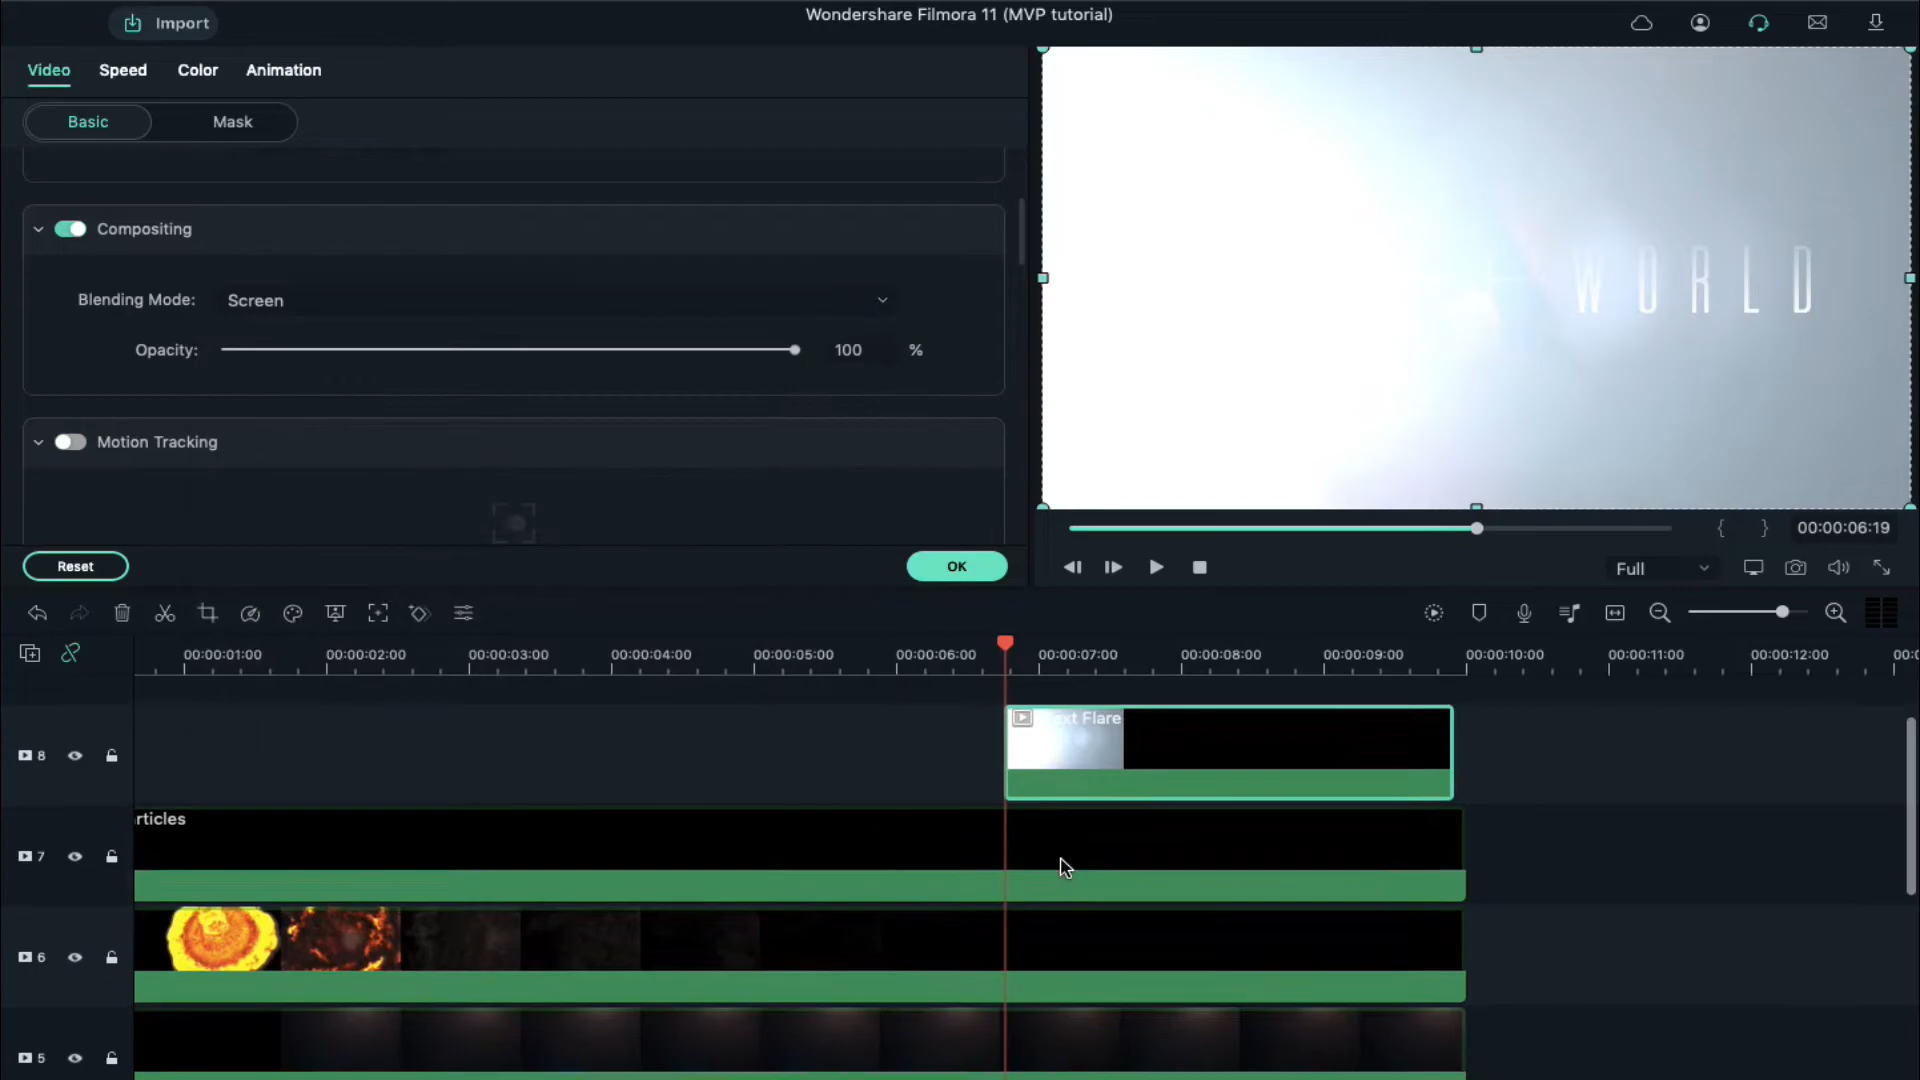 Import
Wondershare Filmora 11 (MVP tutorial)
Video Speed Color Animation
Basic Mask
Compositing
Blending Mode: Screen
Opacity: 100 %
Motion Tracking
WORLD
{ } 00:00:06:19
Reset OK
Full
00:00:01:00 00:00:02:00 00:00:03:00 00:00:04:00 00:00:05:00 00:00:06:00 00:00:07:00 00:00:08:00 00:00:09:00 00:00:10:00 00:00:11:00 00:00:12:00 00:0
8
ext Flare
rticles
7
6
5